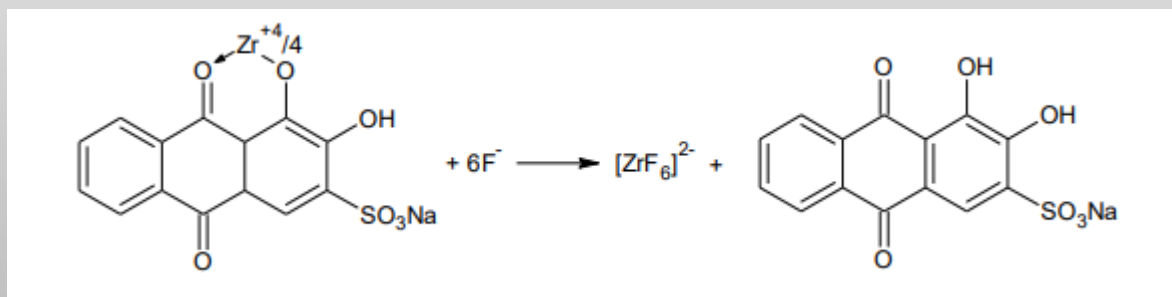 Zr+4/4
O O
OH
SO3Na
O
+ 6F- → [ZrF6]2- +
O OH
OH
SO3Na
O